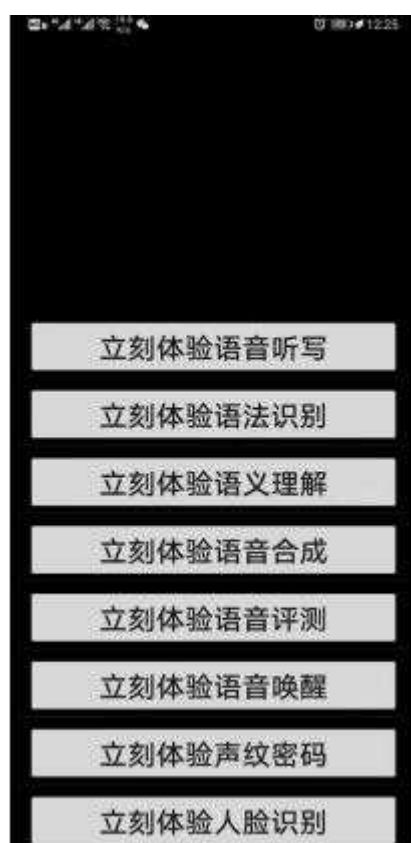 12:25
立刻体验语音听写
立刻体验语法识别
立刻体验语义理解
立刻体验语音合成
立刻体验语音评测
立刻体验语音唤醒
立刻体验声纹密码
立刻体验人脸识别